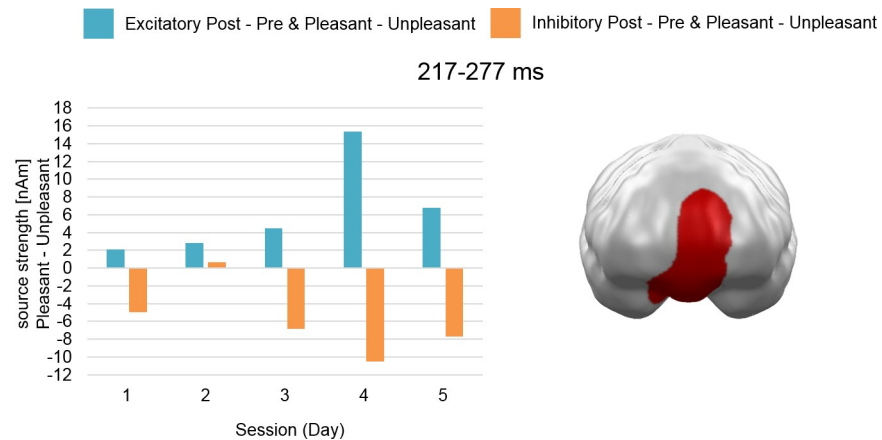 Excitatory Post - Pre & Pleasant - Unpleasant
Inhibitory Post - Pre & Pleasant - Unpleasant
217-277 ms
source strength [nAm]
Pleasant - Unpleasant
18
16
14
12
10
8
6
4
2
0
-2
-4
-6
-8
-10
-12
1 2 3 4 5
Session (Day)